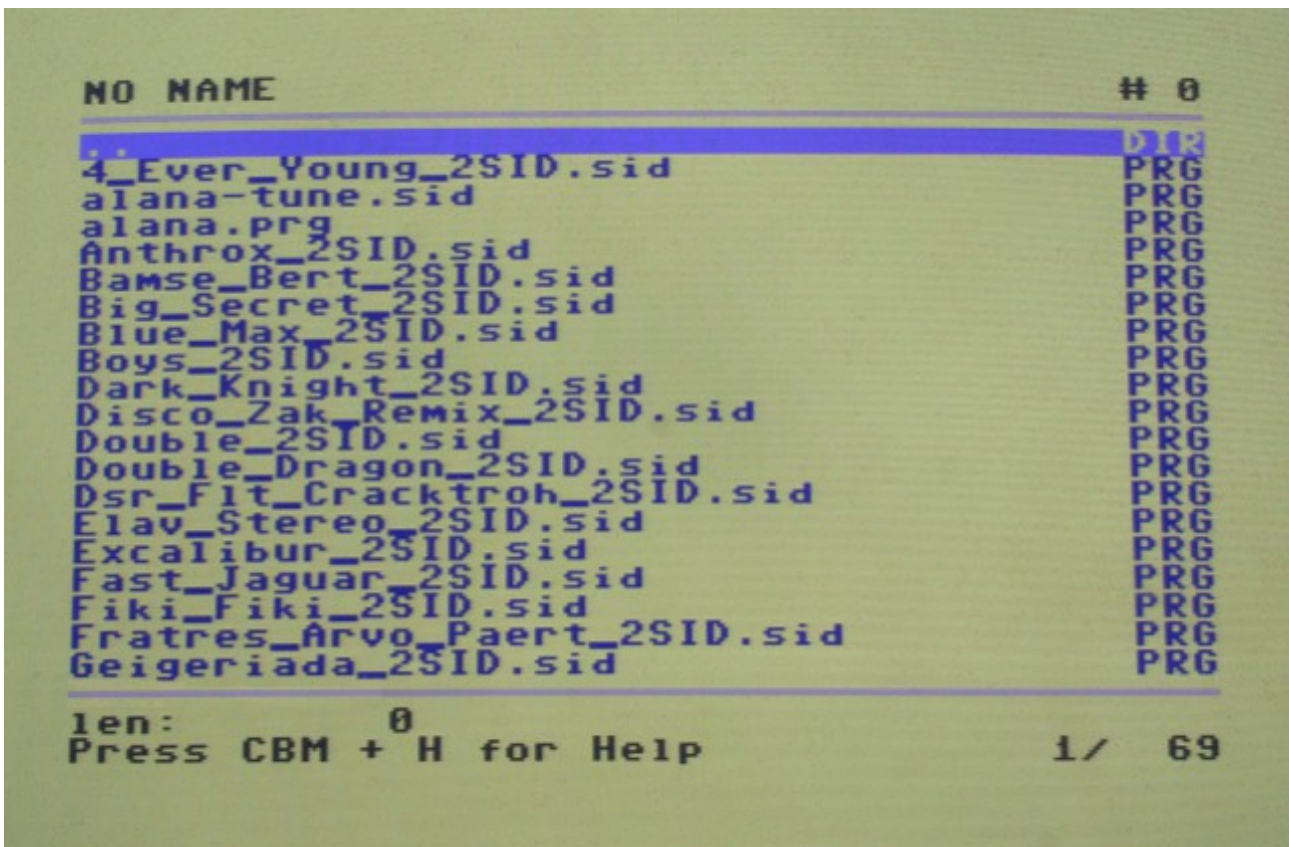 NO NAME # 0
.. DIR
4_Ever_Young_2SID.sid PRG
alana-tune.sid PRG
alana.prg PRG
Anthrox_2SID.sid PRG
Bamse_Bert_2SID.sid PRG
Big_Secret_2SID.sid PRG
Blue_Max_2SID.sid PRG
Boys_2SID.sid PRG
Dark_Knight_2SID.sid PRG
Disco_Zak_Remix_2SID.sid PRG
Double_2SID.sid PRG
Double_Dragon_2SID.sid PRG
Dsr_Flt_Cracktroh_2SID.sid PRG
Elav_Stereo_2SID.sid PRG
Excalibur_2SID.sid PRG
Fast_Jaguar_2SID.sid PRG
Fiki_Fiki_2SID.sid PRG
Fratres_Arvo_Paert_2SID.sid PRG
Geigeriada_2SID.sid PRG
len: 0
Press CBM + H for Help 1/ 69